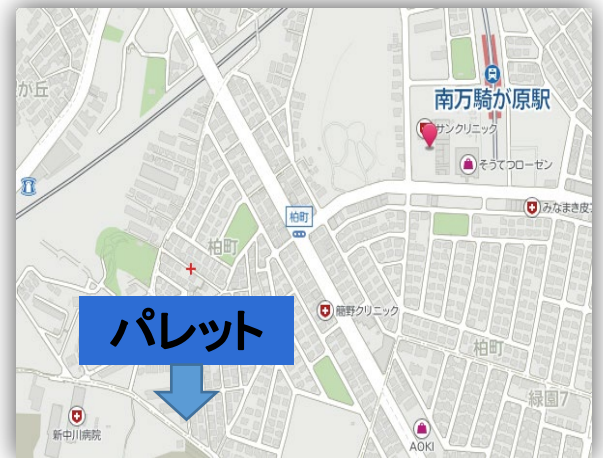 が丘
南万騎が原駅
サンクリニック
そうてつローゼン
みなまき皮フ
柏町
柏町
籠野クリニック
パレット
柏町
緑園7
新中川病院
AOKI